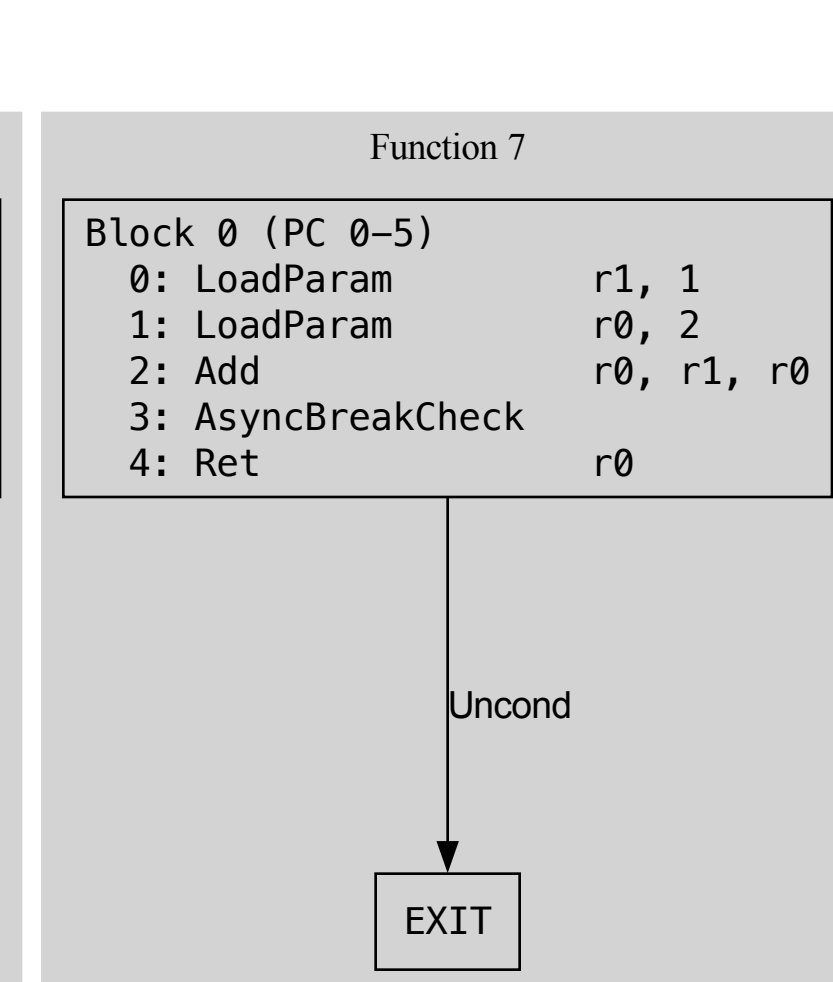 Function 7
Block 0 (PC 0–5)
0: LoadParam r1, 1
1: LoadParam r0, 2
2: Add r0, r1, r0
3: AsyncBreakCheck
4: Ret r0
Uncond
EXIT